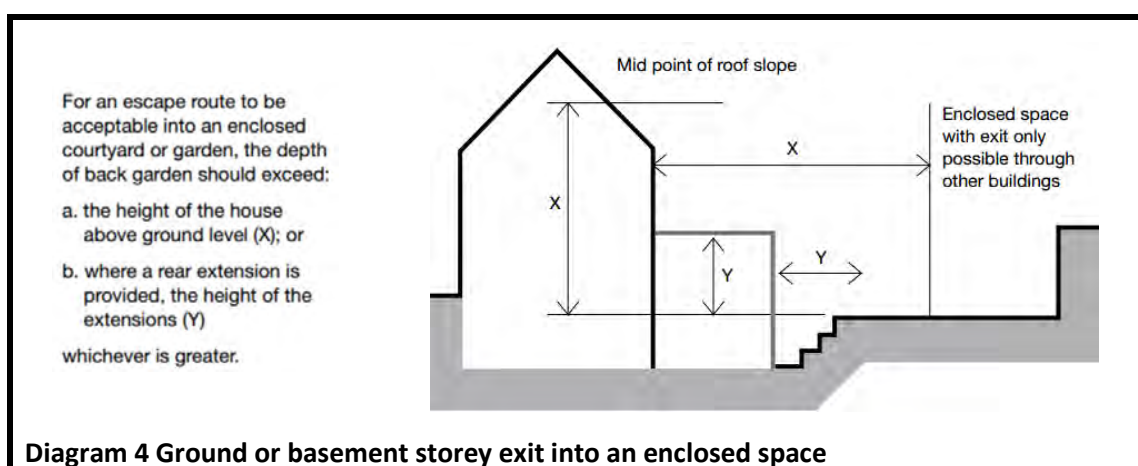 For an escape route to be
acceptable into an enclosed
courtyard or garden, the depth
of back garden should exceed:
a. the height of the house
above ground level (X); or
b. where a rear extension is
provided, the height of the
extensions (Y)
whichever is greater.
Mid point of roof slope
X
Enclosed space
with exit only
possible through
other buildings
X
Y
Y
Diagram 4 Ground or basement storey exit into an enclosed space